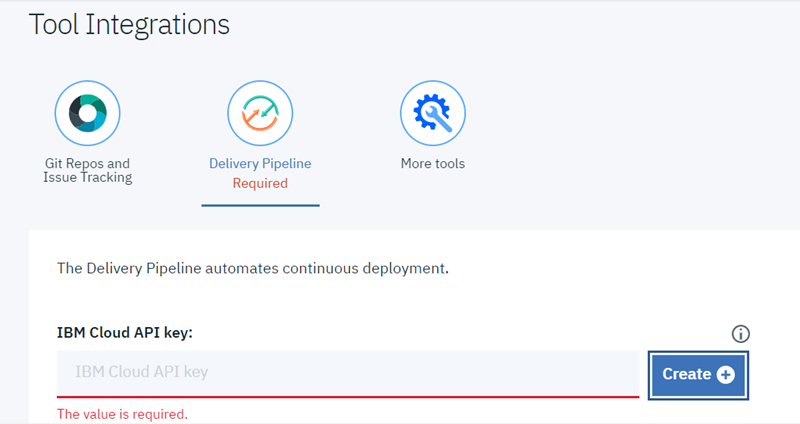 Tool Integrations
Git Repos and
Issue Tracking
Delivery Pipeline
Required
More tools
The Delivery Pipeline automates continuous deployment.
IBM Cloud API key:
IBM Cloud API key
Create
The value is required.